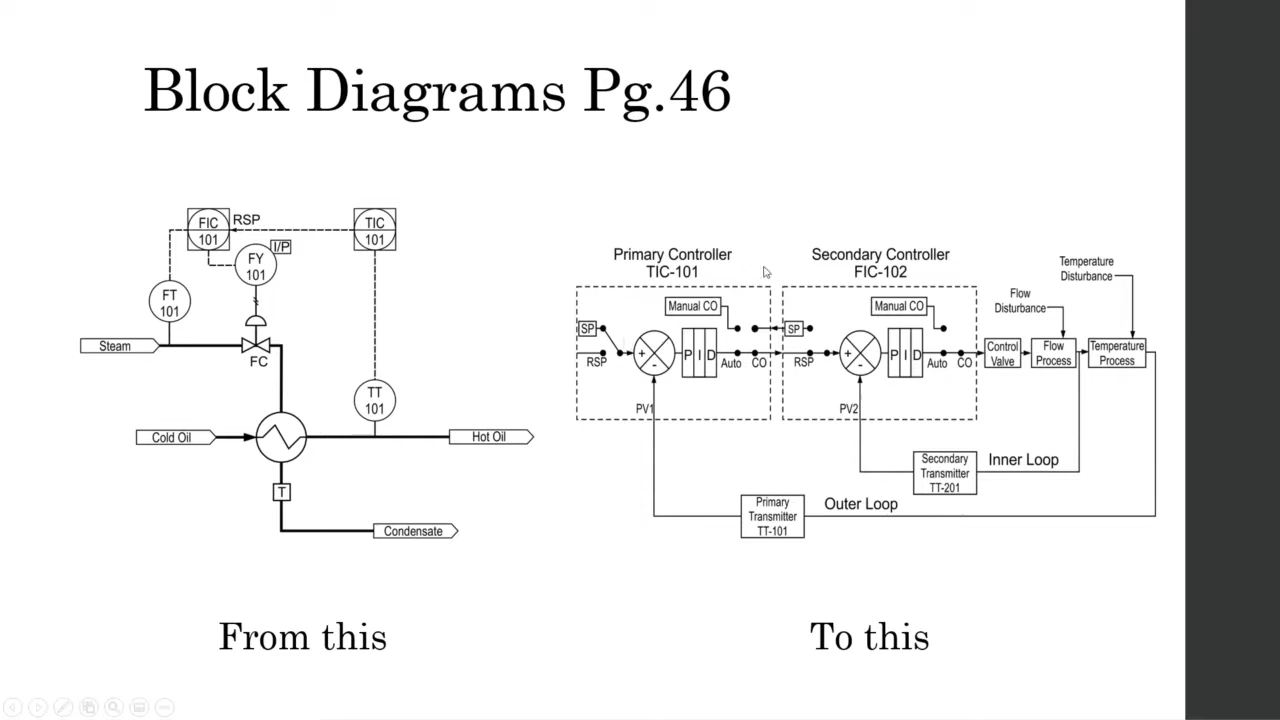 Block Diagrams Pg.46
FIC
101
RSP
TIC
101
I/P
FY
101
FT
101
Steam
FC
TT
101
Cold Oil
Hot Oil
T
Condensate
From this
Primary Controller
TIC-101
Secondary Controller
FIC-102
Temperature
Disturbance
Flow
Disturbance
Manual CO
SP
RSP
+
-
P I D
Auto
CO
PV1
Manual CO
SP
RSP
+
-
P I D
Auto
CO
PV2
Control
Valve
Flow
Process
Temperature
Process
Secondary
Transmitter
TT-201
Inner Loop
Primary
Transmitter
TT-101
Outer Loop
To this